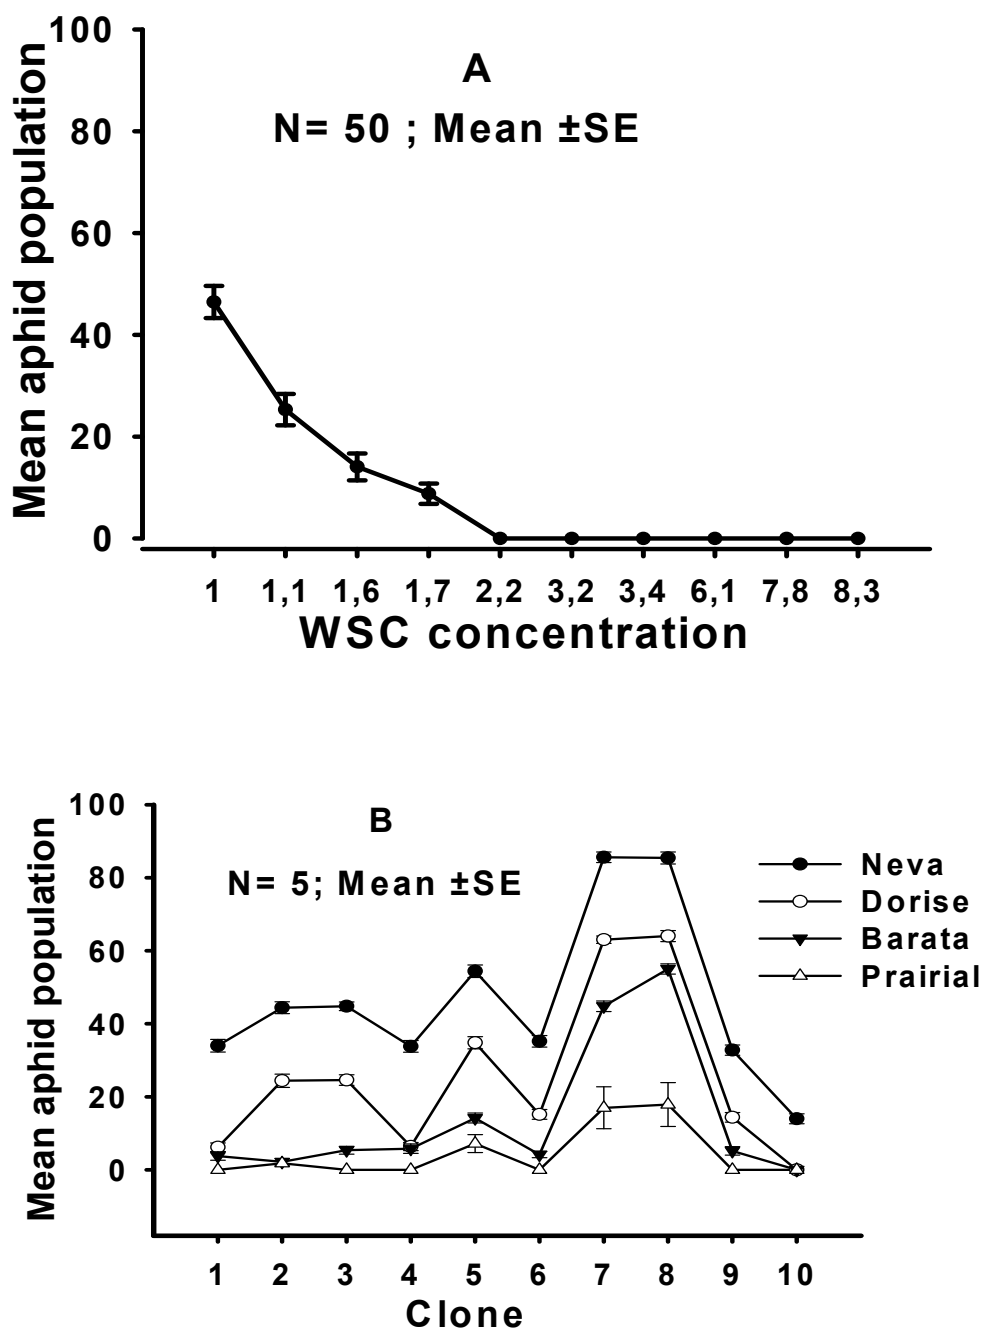 A
N= 50 ; Mean ±SE
Mean aphid population
100
80
60
40
20
0
1 1,1 1,6 1,7 2,2 3,2 3,4 6,1 7,8 8,3
WSC concentration
B
N= 5; Mean ±SE
Mean aphid population
100
80
60
40
20
0
1 2 3 4 5 6 7 8 9 10
Clone
Neva
Dorise
Barata
Prairial